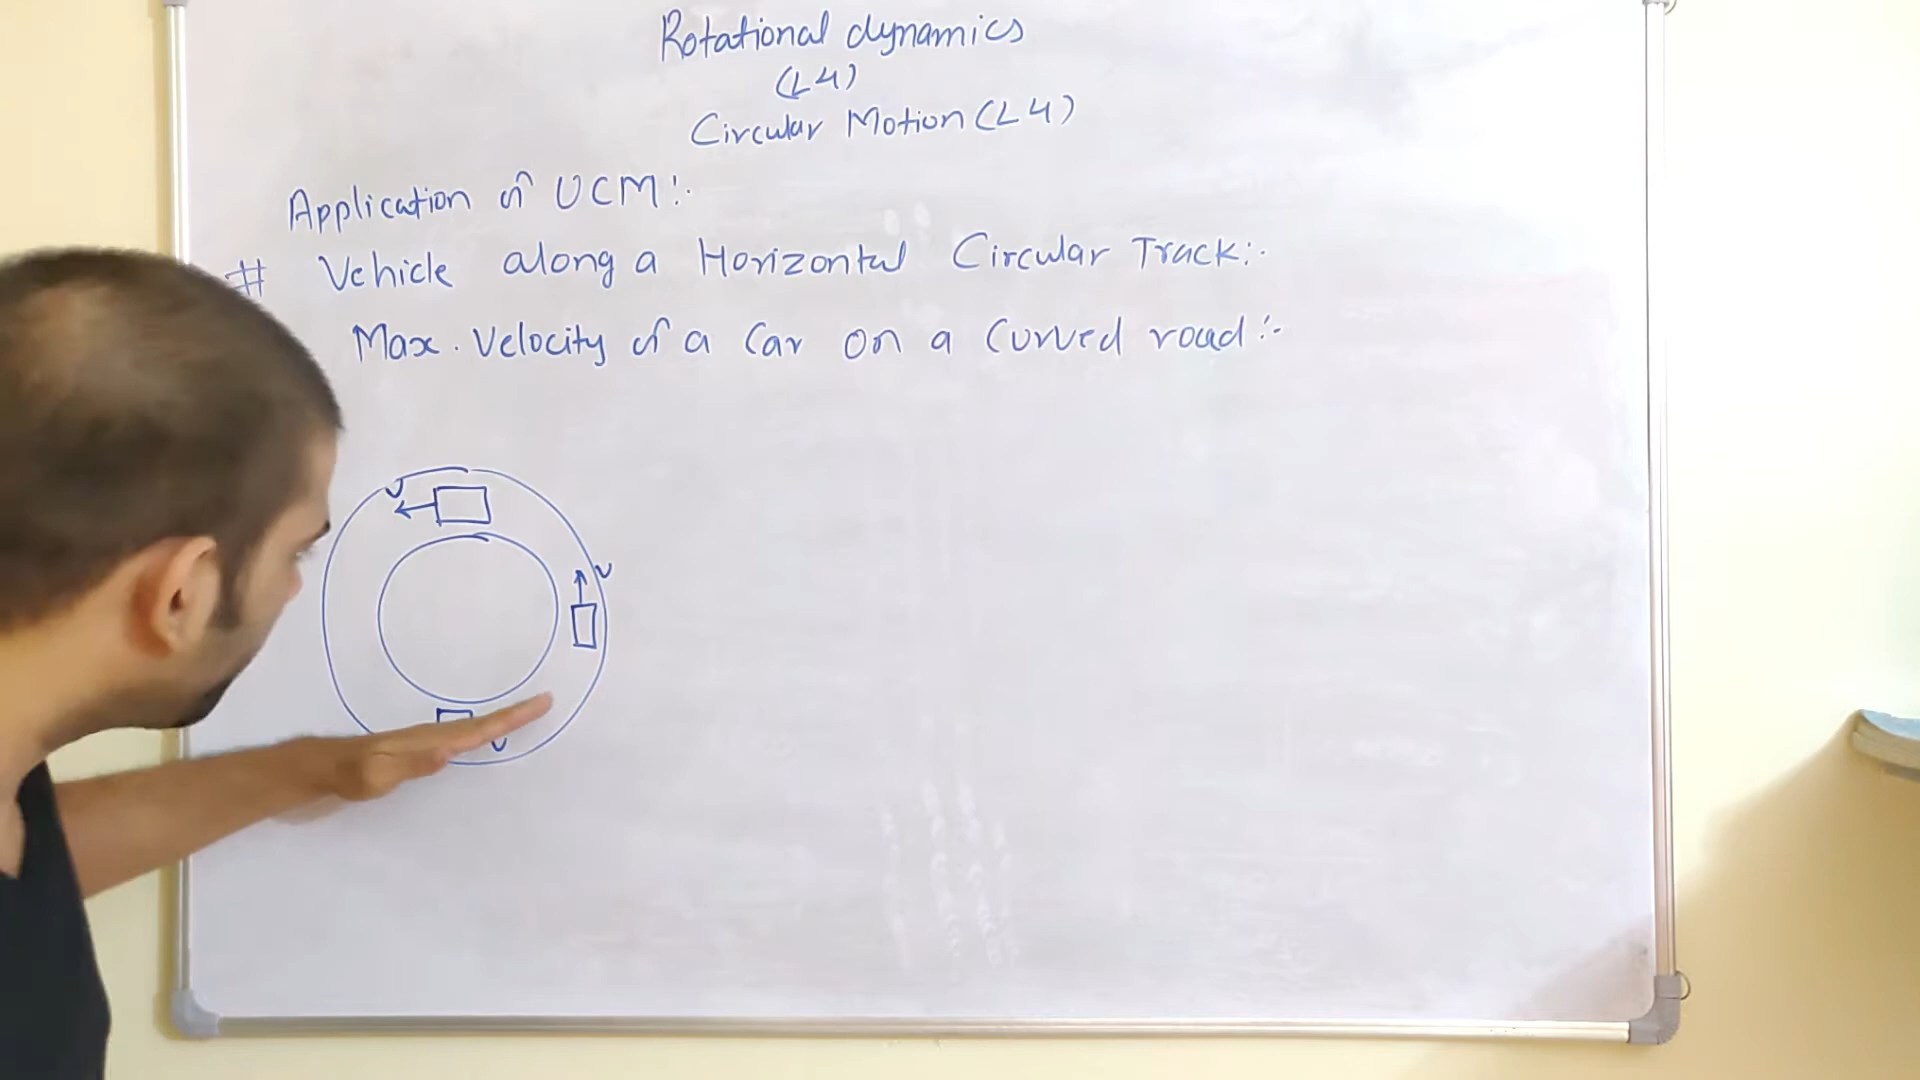 Rotational dynamics
(L4)
Circular Motion (L4)
Application of UCM:-
# Vehicle along a Horizontal Circular Track:-
Max. Velocity of a Car on a Curved road:-
v
v
v